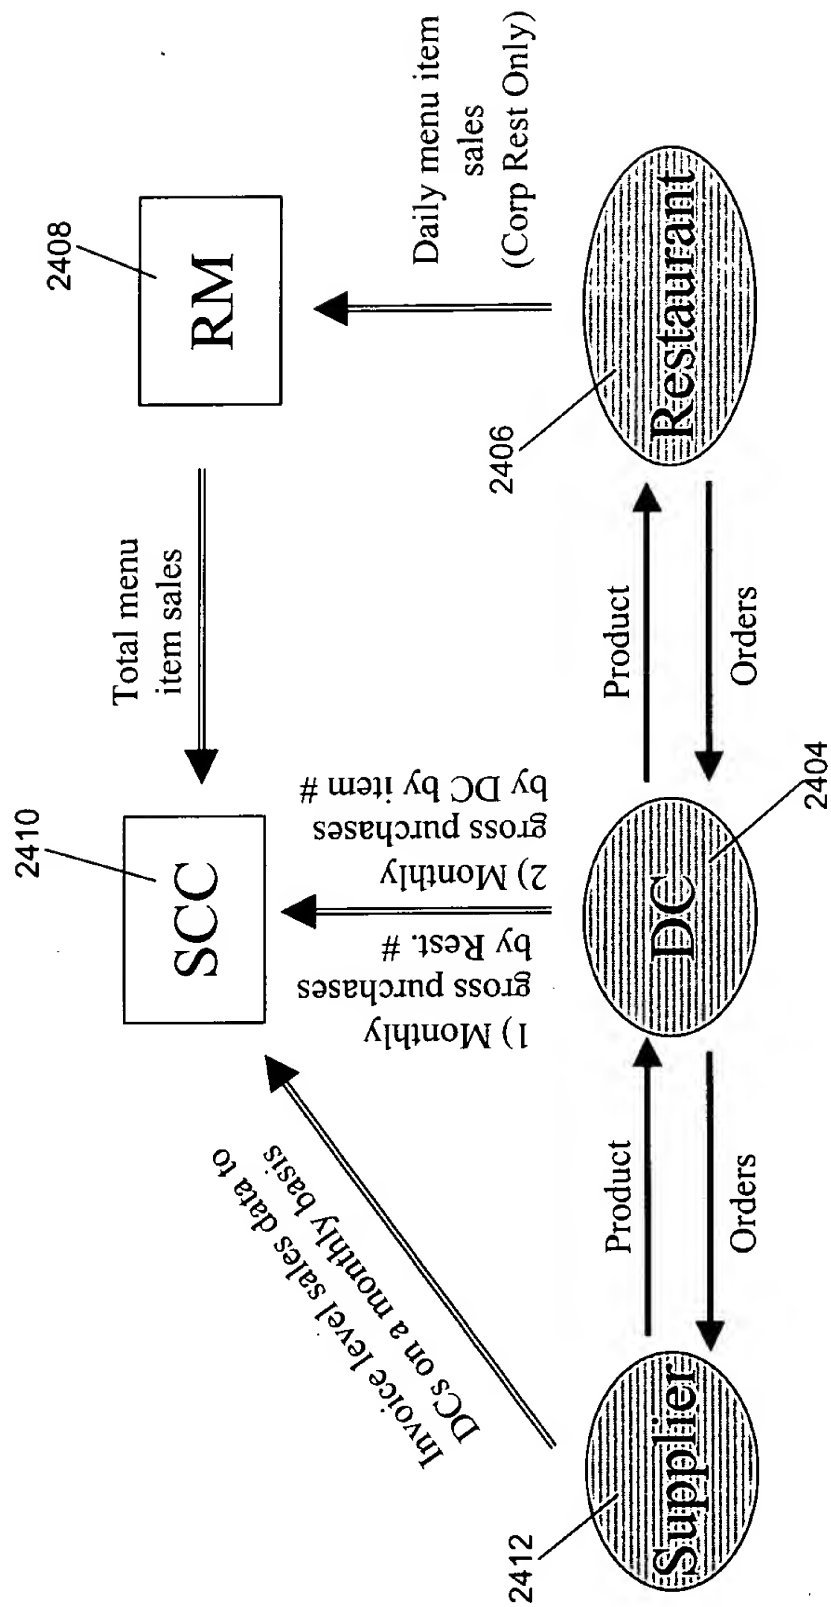 2410
SCC
Total menu
item sales
2408
RM
Invoice level sales data to
DCs on a monthly basis
1) Monthly
gross purchases
by Rest. #
2) Monthly
gross purchases
by DC by item #
Daily menu item
sales
(Corp Rest Only)
2412
Supplier
Product
Orders
DC
2404
Product
Orders
2406
Restaurant